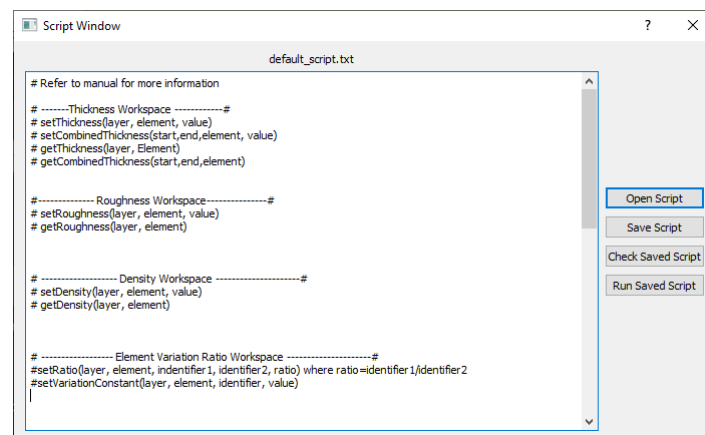 Script Window
? ×
default_script.txt
# Refer to manual for more information
# -------Thickness Workspace ------------#
# setThickness(layer, element, value)
# setCombinedThickness(start,end,element, value)
# getThickness(layer, Element)
# getCombinedThickness(start,end,element)
#-------------- Roughness Workspace---------------#
# setRoughness(layer, element, value)
# getRoughness(layer, element)
# ------------------- Density Workspace ---------------------#
# setDensity(layer, element, value)
# getDensity(layer, element)
# ------------------ Element Variation Ratio Workspace ---------------------#
#setRatio(layer, element, indentifier1, identifier2, ratio) where ratio=identifier1/identifier2
#setVariationConstant(layer, element, identifier, value)
Open Script
Save Script
Check Saved Script
Run Saved Script